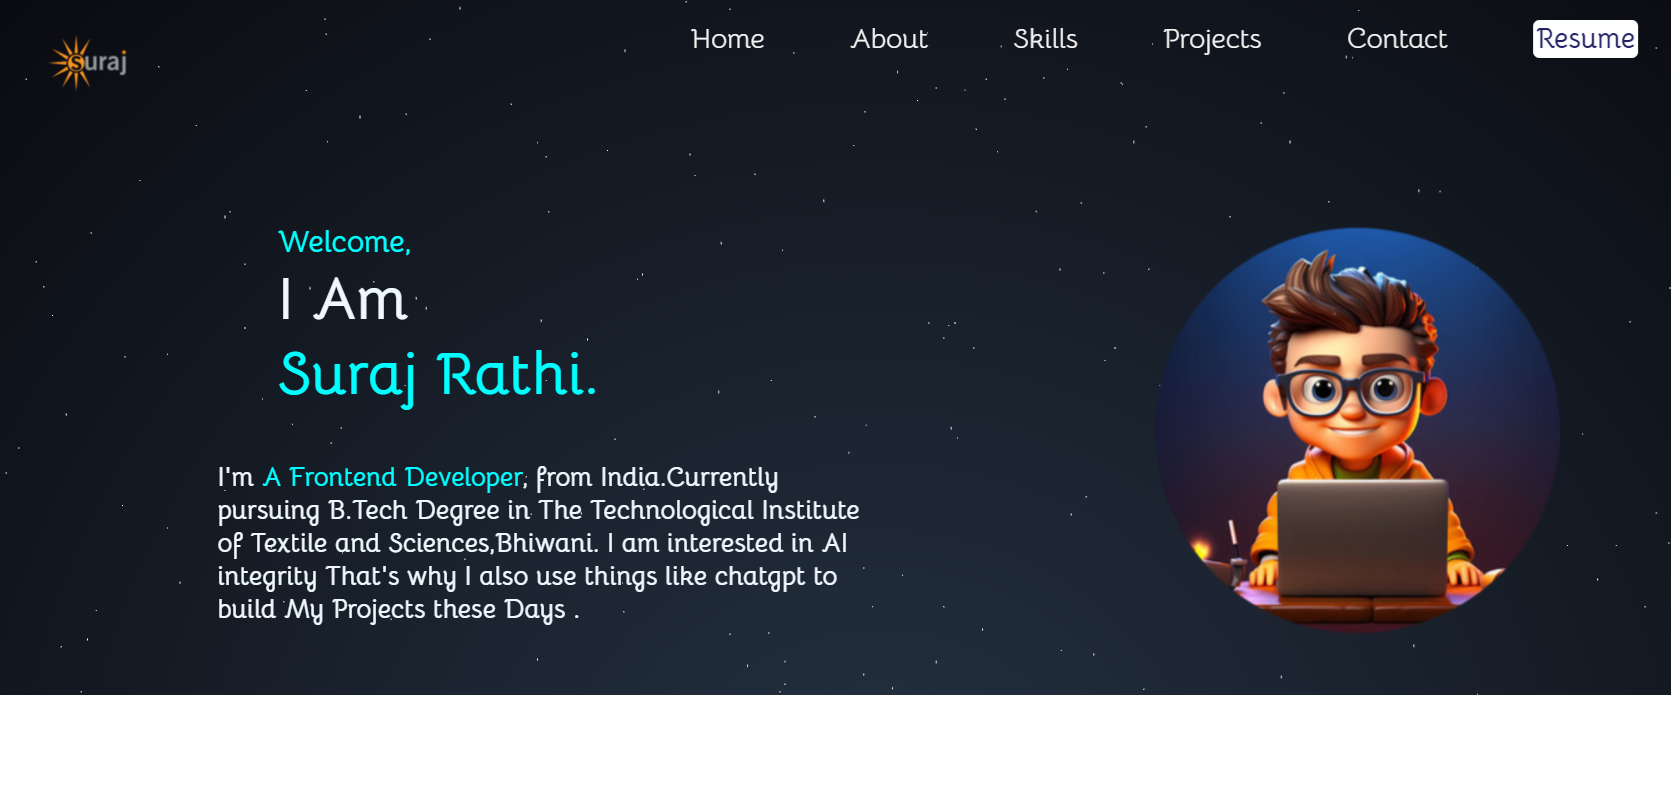 Suraj
Home About Skills Projects Contact Resume
Welcome,
I Am
Suraj Rathi.
I'm A Frontend Developer, from India.Currently
pursuing B.Tech Degree in The Technological Institute
of Textile and Sciences,Bhiwani. I am interested in AI
integrity That's why I also use things like chatgpt to
build My Projects these Days .